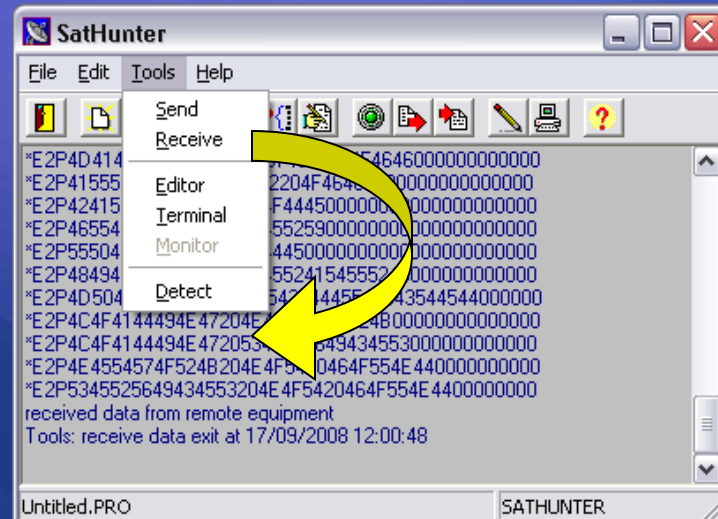 SatHunter
File Edit Tools Help
Send
Receive
Editor
Terminal
Monitor
Detect
*E2P4D414
*E2P41555
*E2P42415
*E2P46554
*E2P55504
*E2P48494
*E2P4D504
*E2P4C4F4144494E47204E
*E2P4C4F4144494E472053
*E2P4E4554574F524B204E4F5
*E2P5345525649434553204E4F5420464F554E4400000000
received data from remote equipment
Tools: receive data exit at 17/09/2008 12:00:48
Untitled.PRO SATHUNTER